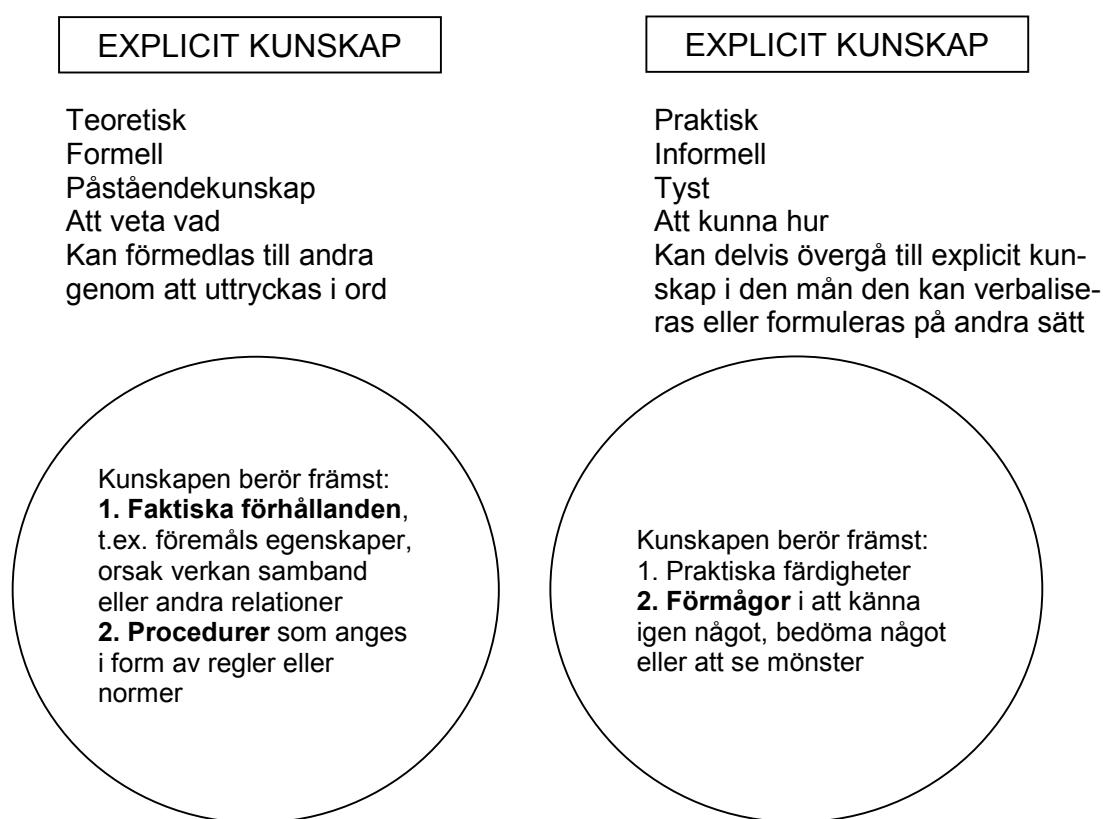 EXPLICIT KUNSKAP
Teoretisk
Formell
Påståendekunskap
Att veta vad
Kan förmedlas till andra
genom att uttryckas i ord
Kunskapen berör främst:
1. Faktiska förhållanden,
t.ex. föremåls egenskaper,
orsak verkan samband
eller andra relationer
2. Procedurer som anges
i form av regler eller
normer
EXPLICIT KUNSKAP
Praktisk
Informell
Tyst
Att kunna hur
Kan delvis övergå till explicit kun-
skap i den mån den kan verbalise-
ras eller formuleras på andra sätt
Kunskapen berör främst:
1. Praktiska färdigheter
2. Förmågor i att känna
igen något, bedöma något
eller att se mönster